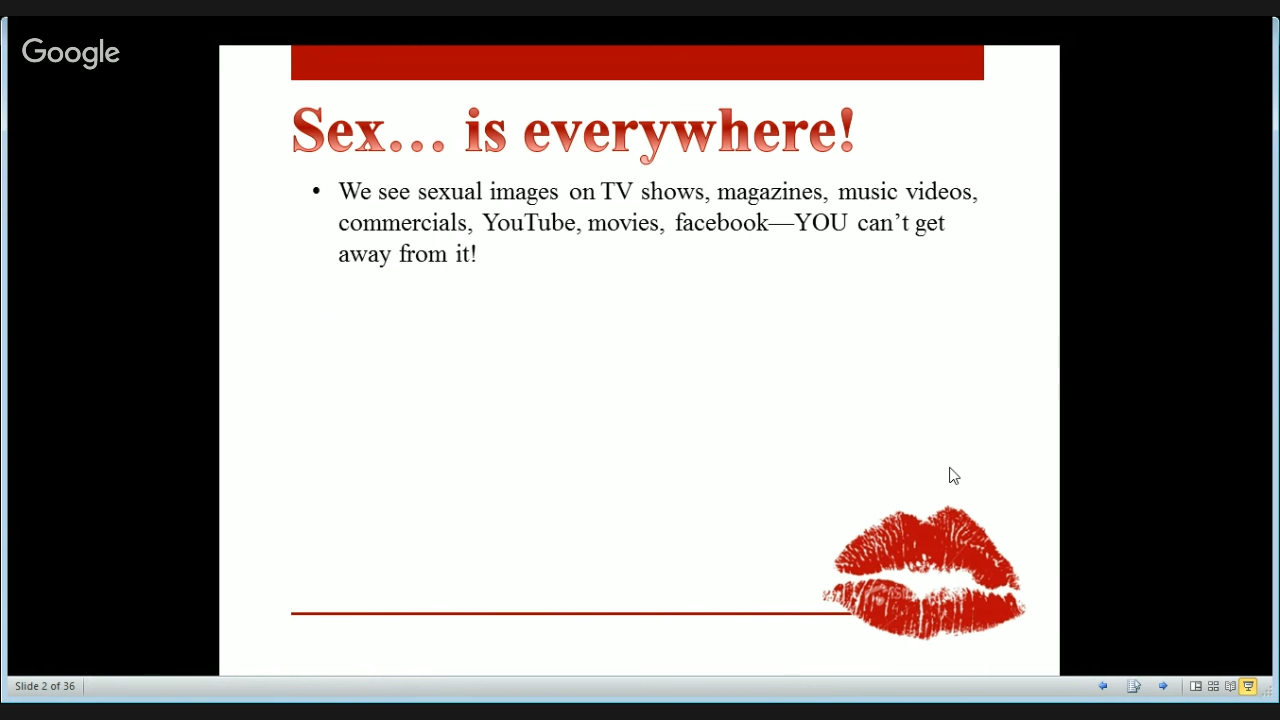 Google
Sex... is everywhere!
• We see sexual images on TV shows, magazines, music videos,
commercials, YouTube, movies, facebook—YOU can’t get
away from it!
Slide 2 of 36